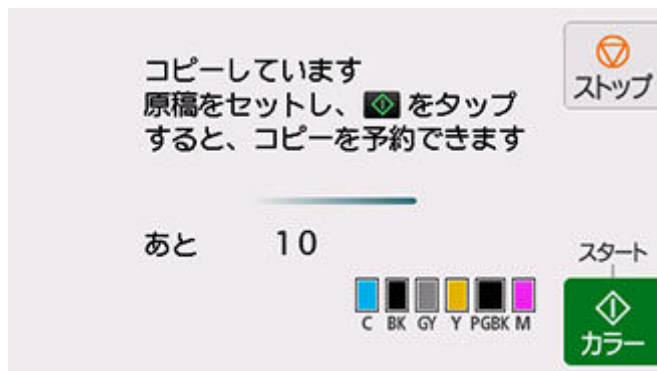 コピーしています
原稿をセットし、をタップ
すると、コピーを予約できます
ストップ
あと 10
C BK GY Y PGBK M
スタート
カラー